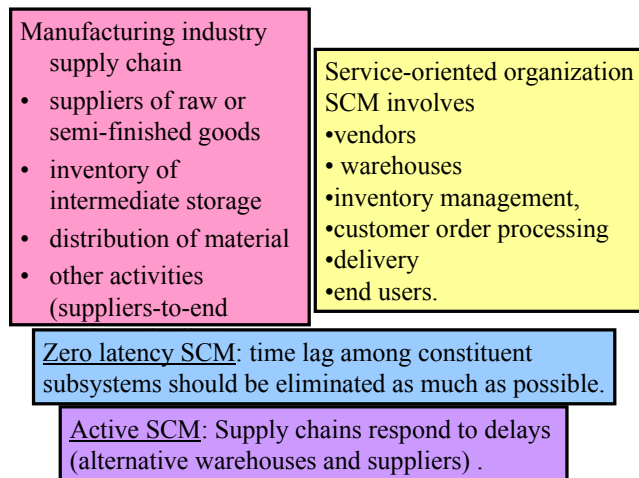 Manufacturing industry
supply chain
• suppliers of raw or
semi-finished goods
• inventory of
intermediate storage
• distribution of material
• other activities
(suppliers-to-end
Service-oriented organization
SCM involves
•vendors
• warehouses
•inventory management,
•customer order processing
•delivery
•end users.
Zero latency SCM: time lag among constituent
subsystems should be eliminated as much as possible.
Active SCM: Supply chains respond to delays
(alternative warehouses and suppliers) .